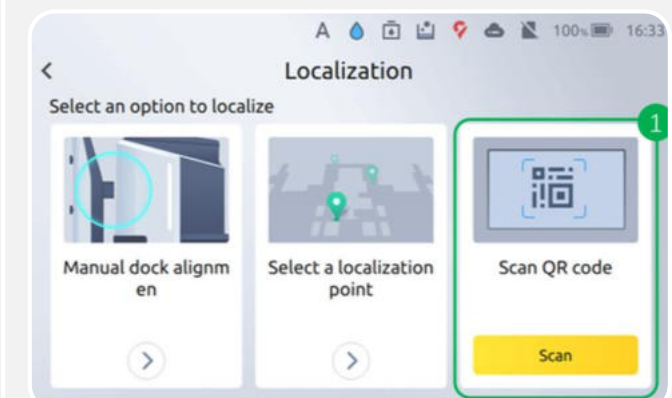 A 100% 16:33
< Localization
Select an option to localize
1
Manual dock alignm
en
Select a localization
point
Scan QR code
> >
Scan